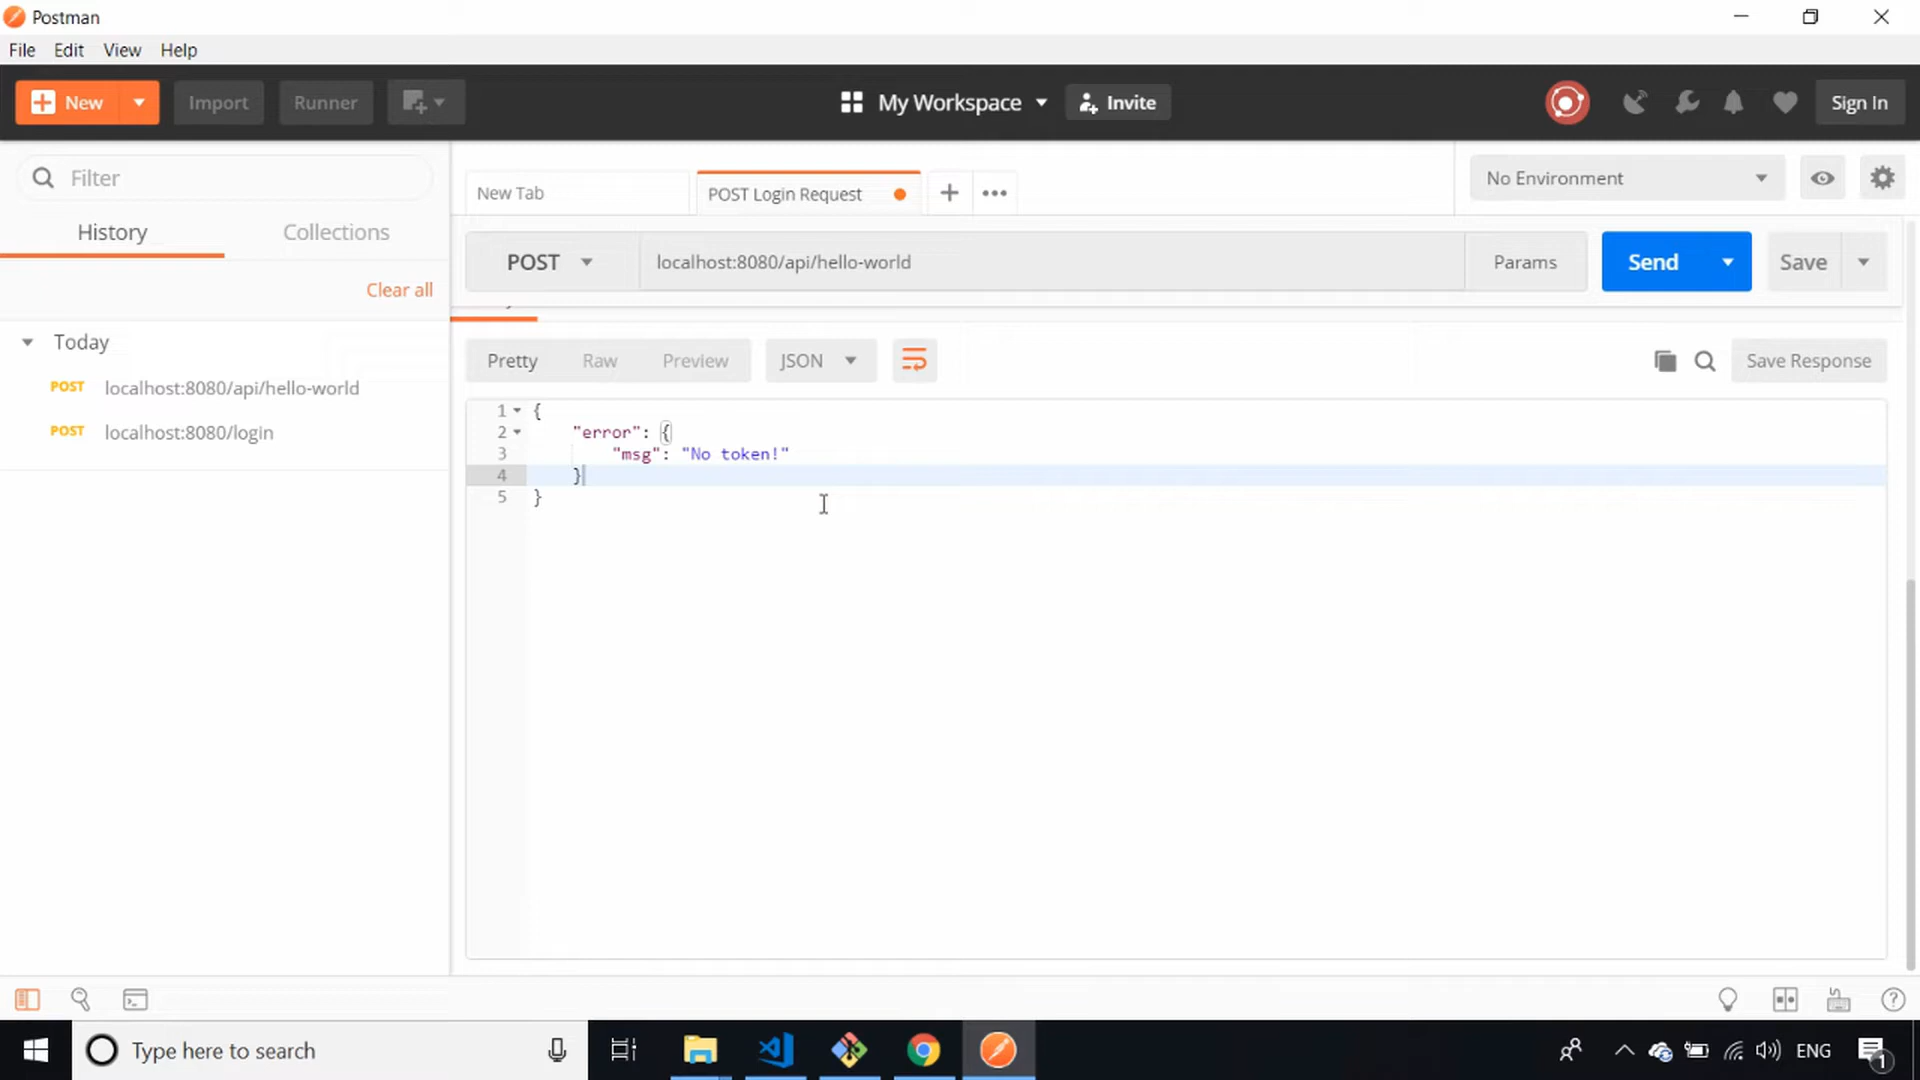 Postman
File Edit View Help
New Import Runner My Workspace Invite Sign In
Filter
History Collections
Clear all
Today
POST localhost:8080/api/hello-world
POST localhost:8080/login
New Tab POST Login Request No Environment
POST localhost:8080/api/hello-world Params Send Save
Pretty Raw Preview JSON Save Response
1 {
2 "error": {
3 "msg": "No token!"
4 }
5 }
Type here to search ENG 1